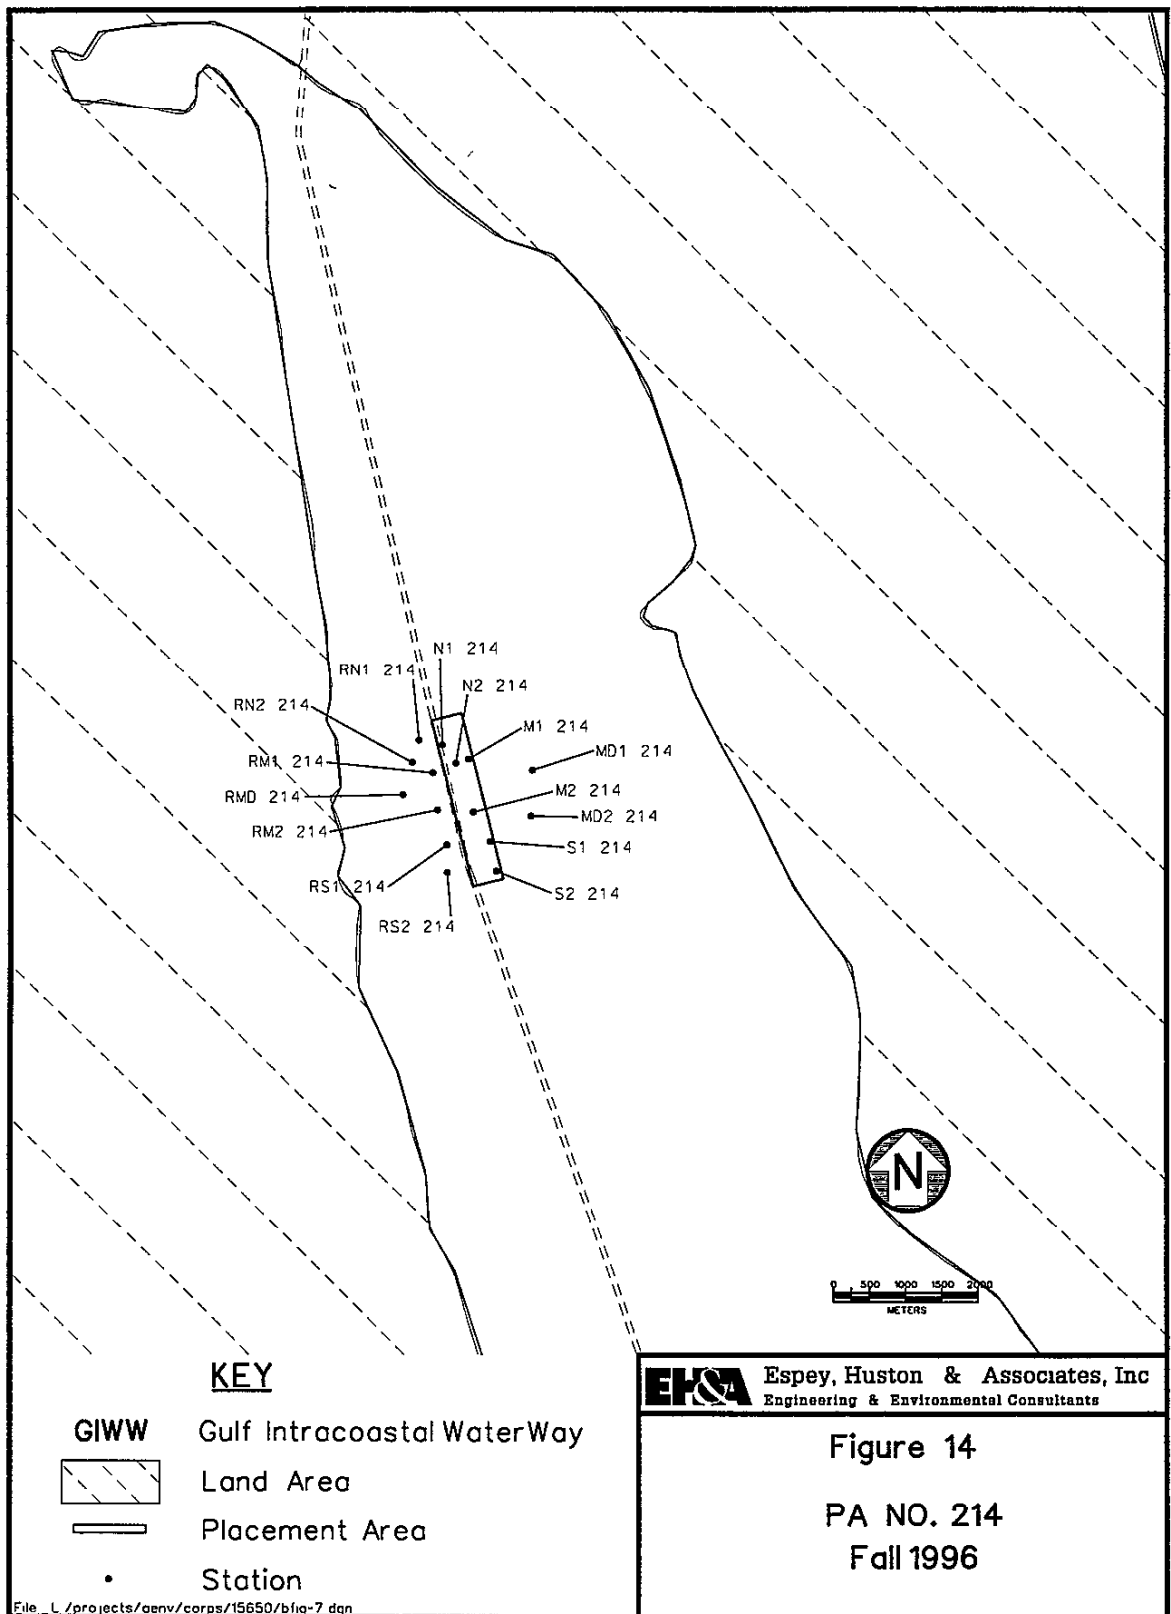 N1 214
RN1 214
N2 214
RN2 214
M1 214
MD1 214
RM1 214
RMD 214
M2 214
MD2 214
RM2 214
S1 214
RS1 214
S2 214
RS2 214
N
0 500 1000 1500 2000
METERS
KEY
GIWW Gulf Intracoastal WaterWay
Land Area
Placement Area
Station
File L /projects/aenv/corps/15650/bfig-7 dgn
EH&A Espey, Huston & Associates, Inc
Engineering & Environmental Consultants
Figure 14
PA NO. 214
Fall 1996